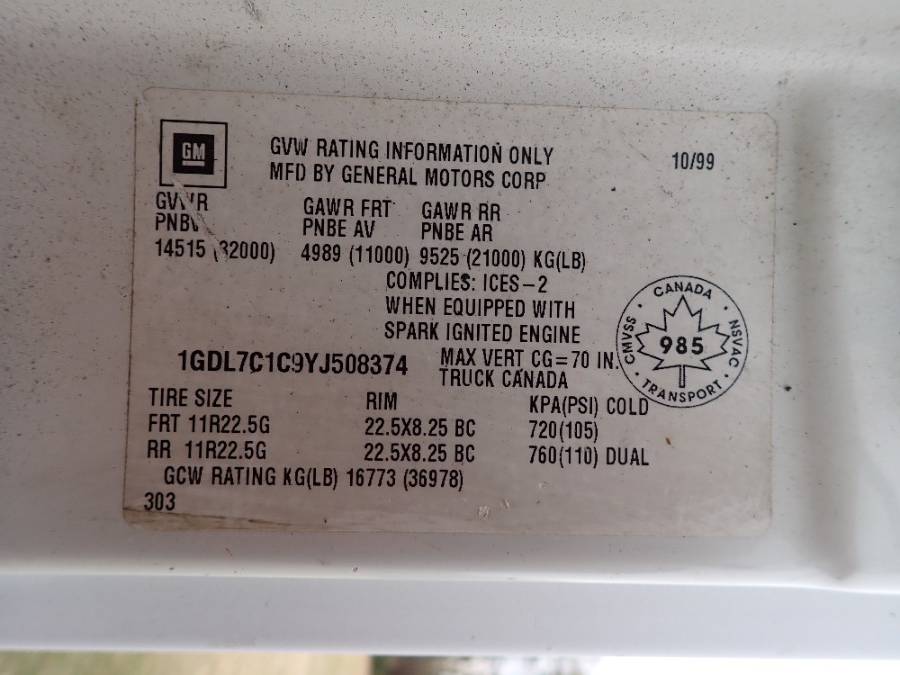 GM
GVW RATING INFORMATION ONLY
MFD BY GENERAL MOTORS CORP
10/99
GVWR GAWR FRT GAWR RR
PNBV PNBE AV PNBE AR
14515 (32000) 4989 (11000) 9525 (21000) KG(LB)
COMPLIES: ICES-2
WHEN EQUIPPED WITH
SPARK IGNITED ENGINE
1GDL7C1C9YJ508374 MAX VERT CG=70 IN.
TRUCK CANADA
CANADA
CMVSS 985 NSVAC
TRANSPORT
TIRE SIZE RIM KPA(PSI) COLD
FRT 11R22.5G 22.5X8.25 BC 720(105)
RR 11R22.5G 22.5X8.25 BC 760(110) DUAL
GCW RATING KG(LB) 16773 (36978)
303